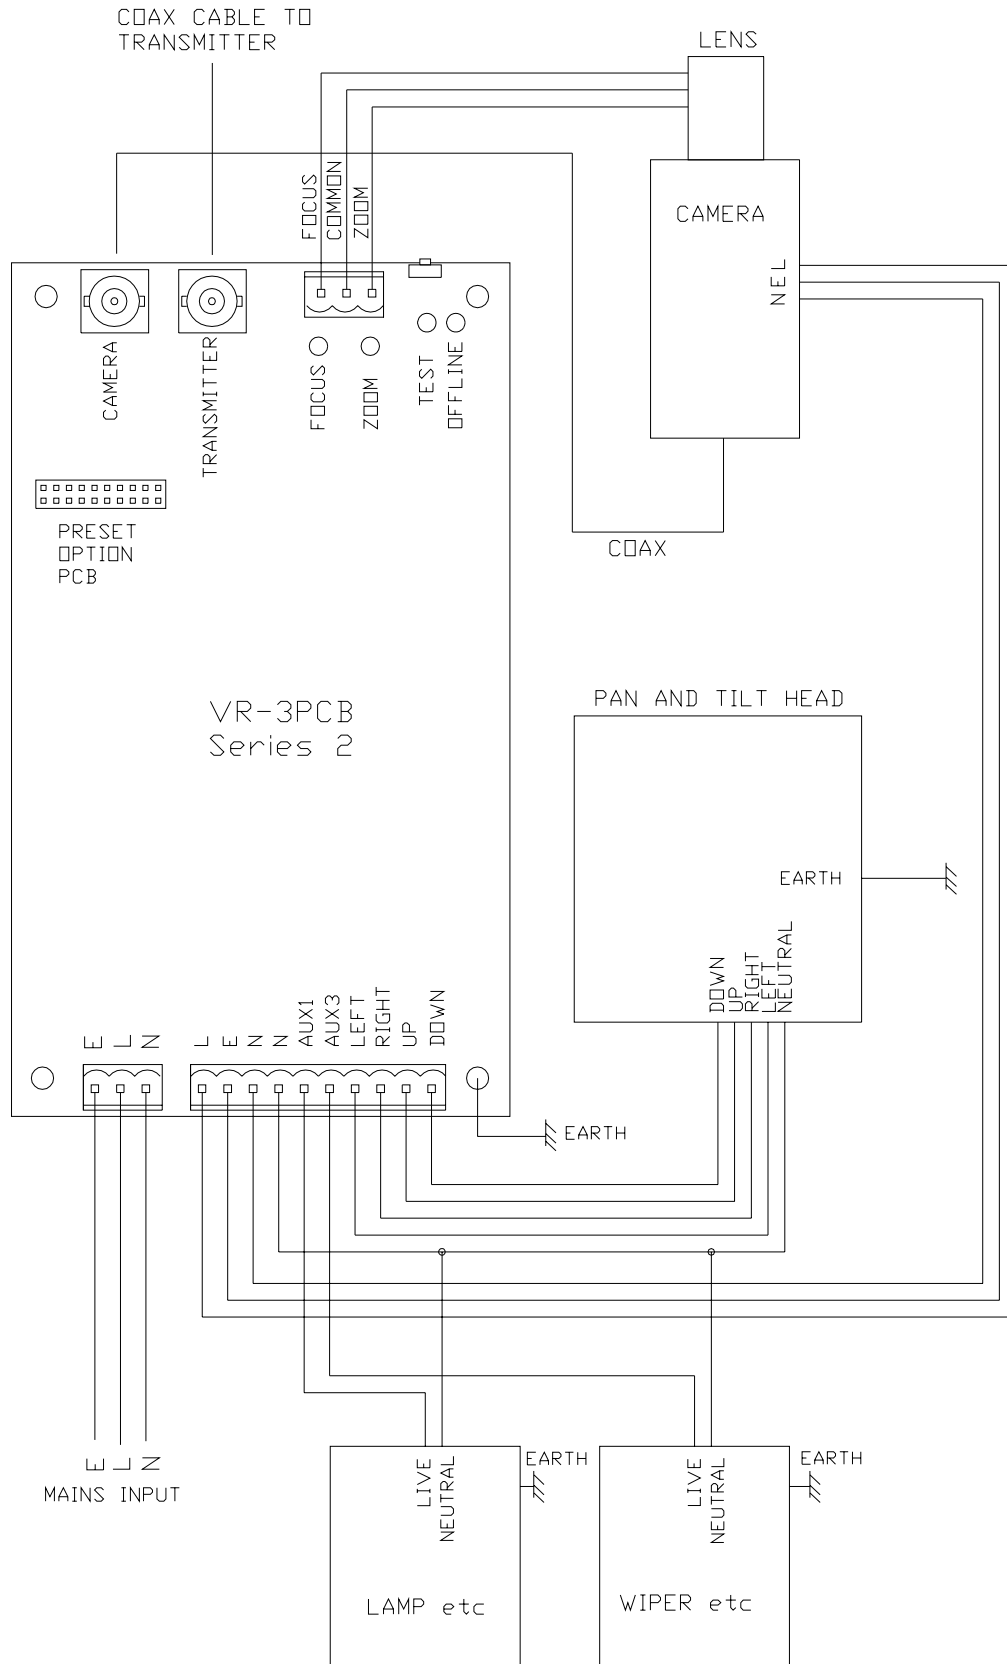 COAX CABLE TO
TRANSMITTER
LENS
FOCUS
COMMON
ZOOM
CAMERA
N E L
CAMERA
TRANSMITTER
FOCUS
ZOOM
TEST
OFFLINE
PRESET
OPTION
PCB
COAX
VR-3PCB
Series 2
PAN AND TILT HEAD
EARTH
DOWN
UP
RIGHT
LEFT
NEUTRAL
E
L
N
L
E
N
N
AUX1
AUX3
LEFT
RIGHT
UP
DOWN
EARTH
E
L
N
MAINS INPUT
LIVE
NEUTRAL
EARTH
LAMP etc
LIVE
NEUTRAL
EARTH
WIPER etc